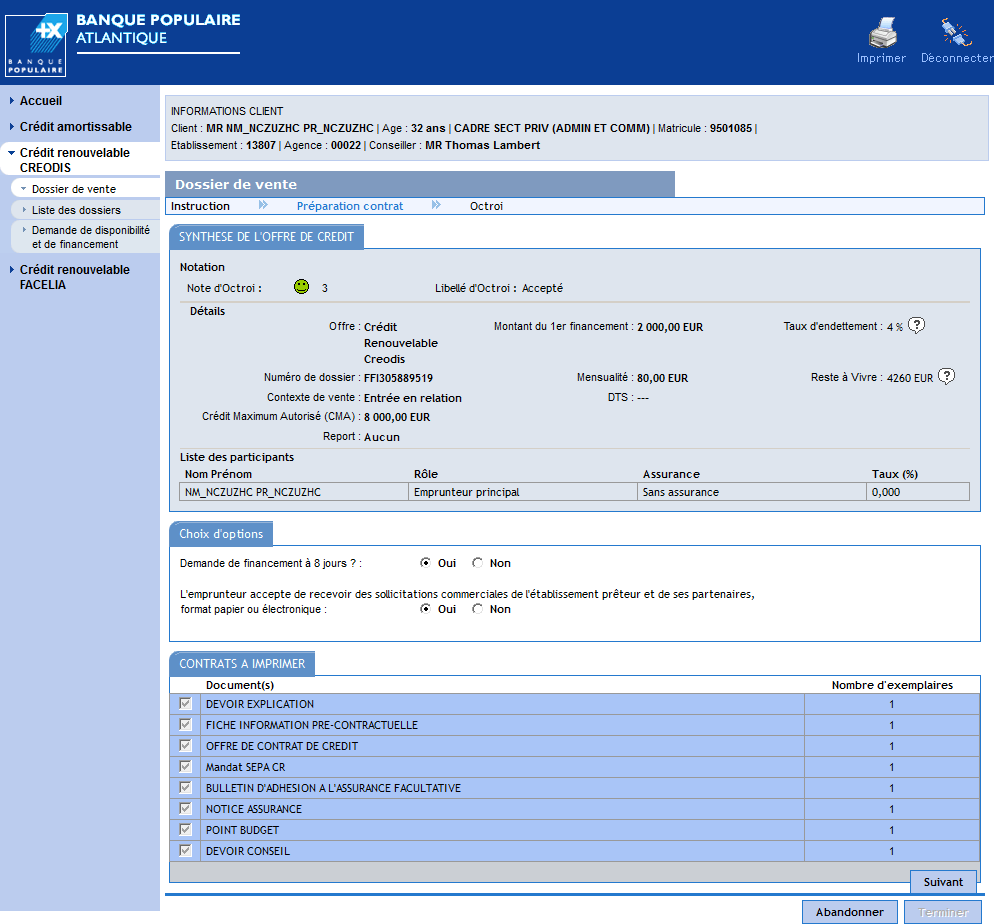 BANQUE POPULAIRE
ATLANTIQUE
BANQUE
POPULAIRE
Imprimer
Déconnecter
Accueil
Crédit amortissable
Crédit renouvelable
CREODIS
Dossier de vente
Liste des dossiers
Demande de disponibilité
et de financement
Crédit renouvelable
FACELIA
INFORMATIONS CLIENT
Client : MR NM_NCZUZHC PR_NCZUZHC | Age : 32 ans | CADRE SECT PRIV (ADMIN ET COMM) | Matricule : 9501085 |
Etablissement : 13807 | Agence : 00022 | Conseiller : MR Thomas Lambert
Dossier de vente
Instruction Préparation contrat Octroi
SYNTHESE DE L'OFFRE DE CREDIT
Notation
Note d'Octroi : 3 Libellé d'Octroi : Accepté
Détails
Offre : Crédit Montant du 1er financement : 2 000,00 EUR Taux d'endettement : 4 % ?
Renouvelable
Creodis
Numéro de dossier : FFI305889519 Mensualité : 80,00 EUR Reste à Vivre : 4260 EUR ?
Contexte de vente : Entrée en relation DTS : ---
Crédit Maximum Autorisé (CMA) : 8 000,00 EUR
Report : Aucun
Liste des participants
Nom Prénom Rôle Assurance Taux (%)
NM_NCZUZHC PR_NCZUZHC Emprunteur principal Sans assurance 0,000
Choix d'options
Demande de financement à 8 jours ? : Oui Non
L'emprunteur accepte de recevoir des sollicitations commerciales de l'établissement prêteur et de ses partenaires,
format papier ou électronique : Oui Non
CONTRATS A IMPRIMER
Document(s) Nombre d'exemplaires
DEVOIR EXPLICATION 1
FICHE INFORMATION PRE-CONTRACTUELLE 1
OFFRE DE CONTRAT DE CREDIT 1
Mandat SEPA CR 1
BULLETIN D'ADHESION A L'ASSURANCE FACULTATIVE 1
NOTICE ASSURANCE 1
POINT BUDGET 1
DEVOIR CONSEIL 1
Suivant
Abandonner Terminer